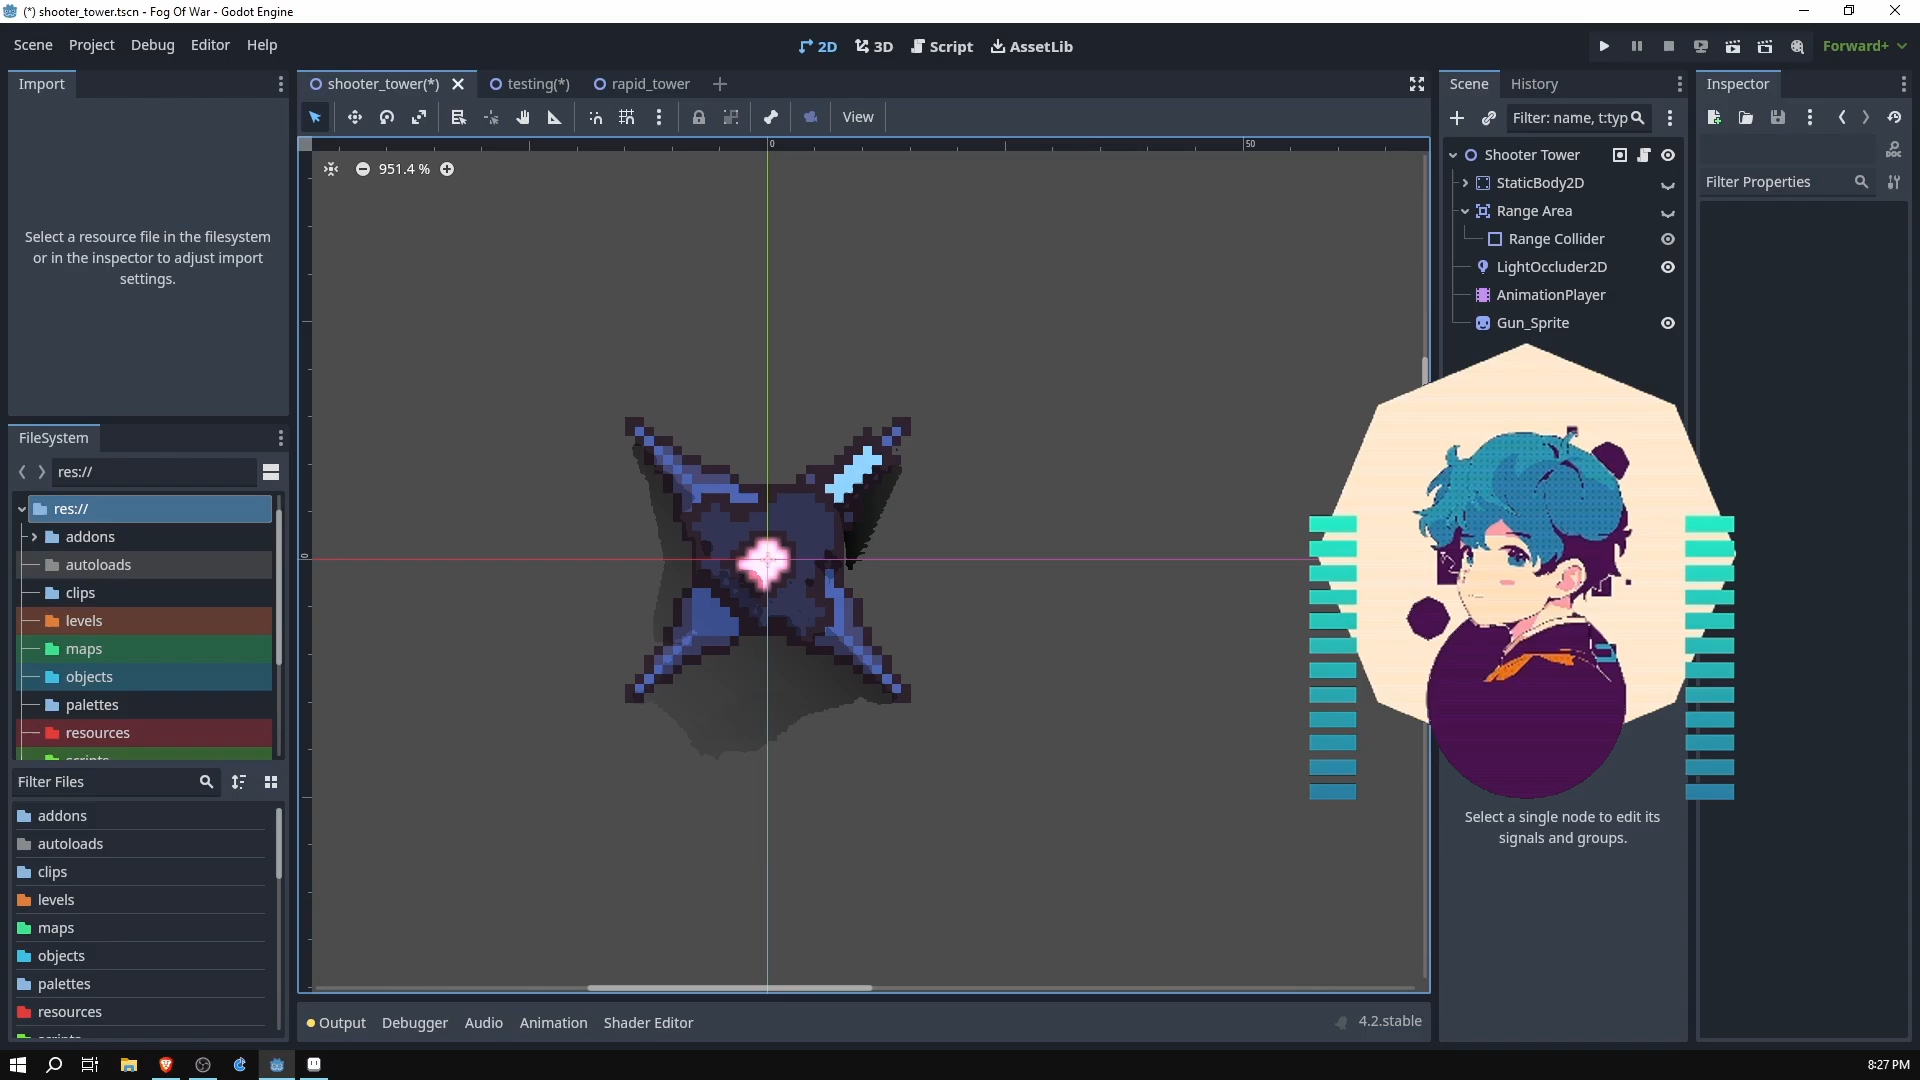 (*) shooter_tower.tscn - Fog Of War - Godot Engine
Scene Project Debug Editor Help
2D 3D Script AssetLib
Forward+
Import
Select a resource file in the filesystem
or in the inspector to adjust import
settings.
FileSystem
res://
res://
addons
autoloads
clips
levels
maps
objects
palettes
resources
scripts
Filter Files
addons
autoloads
clips
levels
maps
objects
palettes
resources
scripts
shooter_tower(*) testing(*) rapid_tower
View
0 50
951.4 %
0
Output Debugger Audio Animation Shader Editor
4.2.stable
Scene History
Filter: name, t:typ
Shooter Tower
StaticBody2D
Range Area
Range Collider
LightOccluder2D
AnimationPlayer
Gun_Sprite
Select a single node to edit its
signals and groups.
Inspector
DOC
Filter Properties
8:27 PM